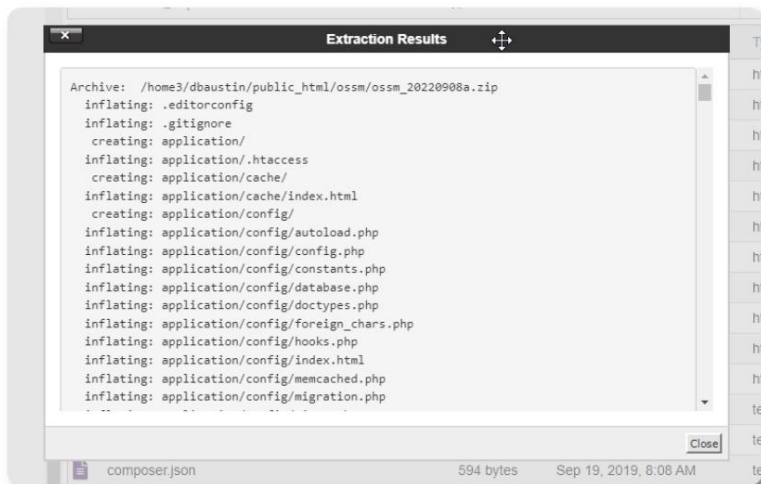 Extraction Results
Archive:  /home3/dbaustin/public_html/ossm/ossm_20220908a.zip
inflating: .editorconfig
inflating: .gitignore
creating: application/
inflating: application/.htaccess
creating: application/cache/
inflating: application/cache/index.html
creating: application/config/
inflating: application/config/autoload.php
inflating: application/config/config.php
inflating: application/config/constants.php
inflating: application/config/database.php
inflating: application/config/doctypes.php
inflating: application/config/foreign_chars.php
inflating: application/config/hooks.php
inflating: application/config/index.html
inflating: application/config/memcached.php
inflating: application/config/migration.php
Close
composer.json 594 bytes Sep 19, 2019, 8:08 AM